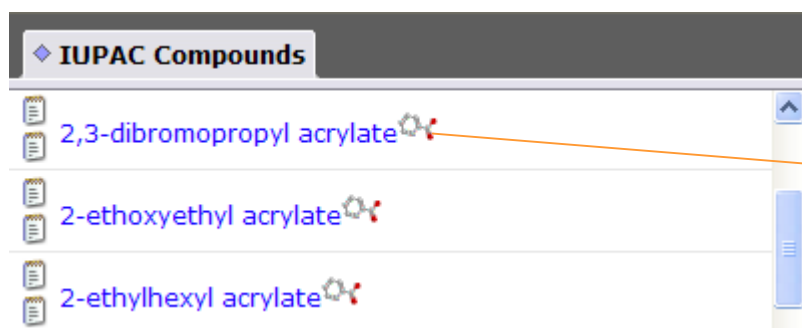 IUPAC Compounds
2,3-dibromopropyl acrylate
2-ethoxyethyl acrylate
2-ethylhexyl acrylate